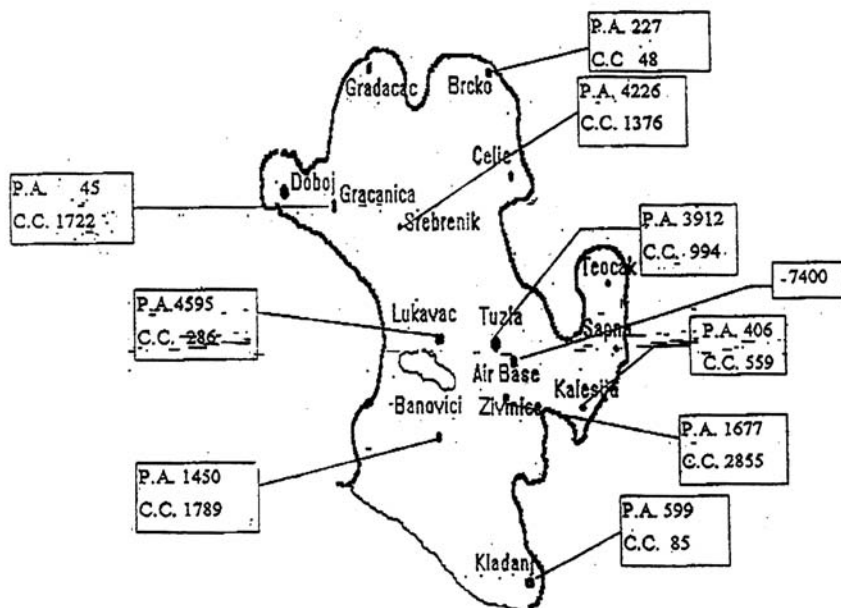 P.A. 227
C.C 48
Gradacac
Brcko
P.A. 4226
C.C. 1376
Celic
P.A. 45
C.C. 1722
Doboj
Gracanica
Srebrenik
P.A. 3912
C.C. 994
Teocak
-7400
P.A. 4595
C.C. 286
Lukavac
Tuzla
Sapna
P.A. 406
C.C. 559
Air Base
Kalesija
Banovici
Zivinice
P.A. 1677
C.C. 2855
P.A. 1450
C.C. 1789
P.A. 599
C.C. 85
Kladanj